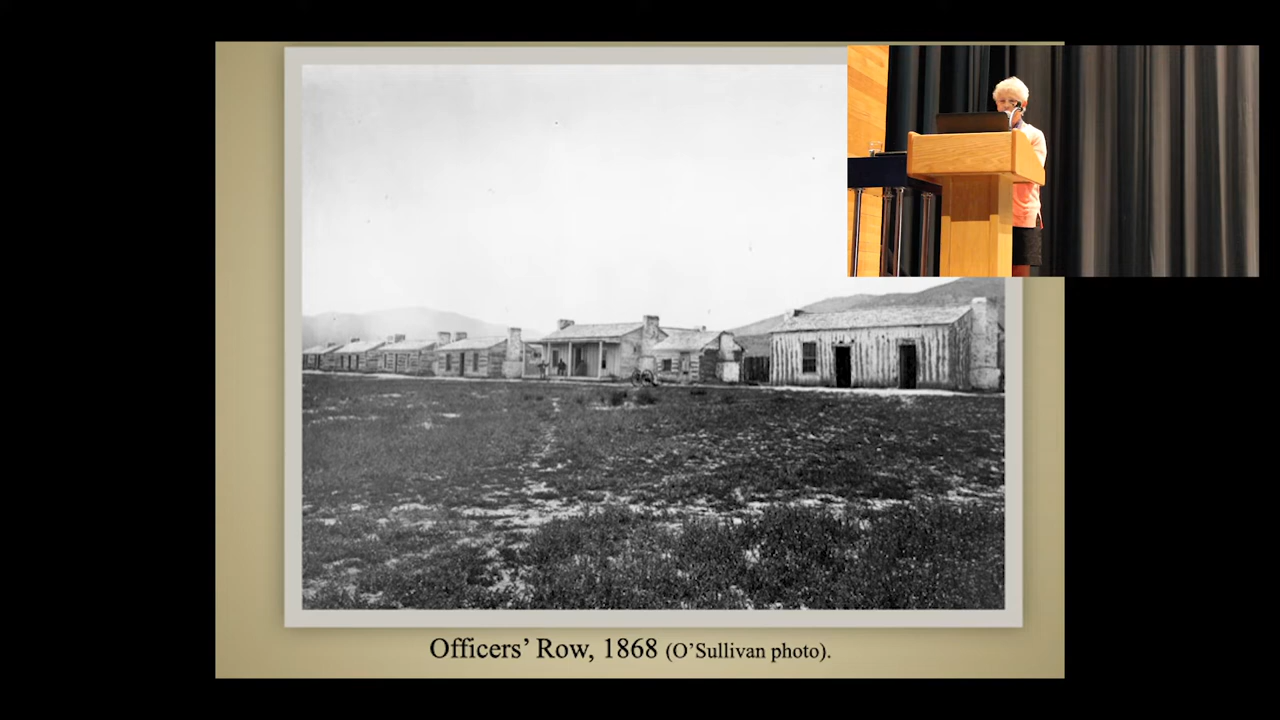 Officers’ Row, 1868 (O’Sullivan photo).